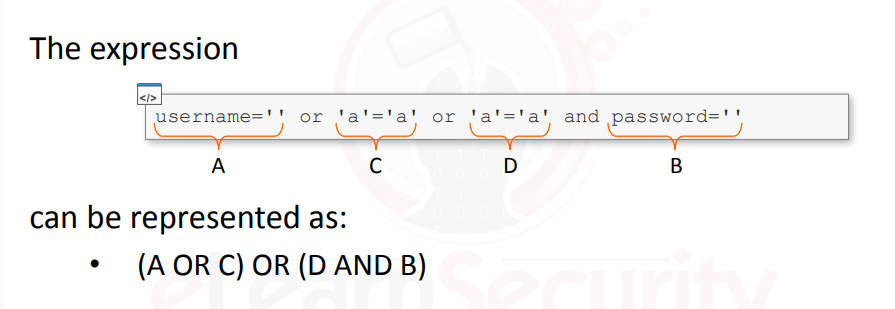 The expression
</>
username='' or 'a'='a' or 'a'='a' and password=''
A C D B
can be represented as:
• (A OR C) OR (D AND B)
eLearnSecurity